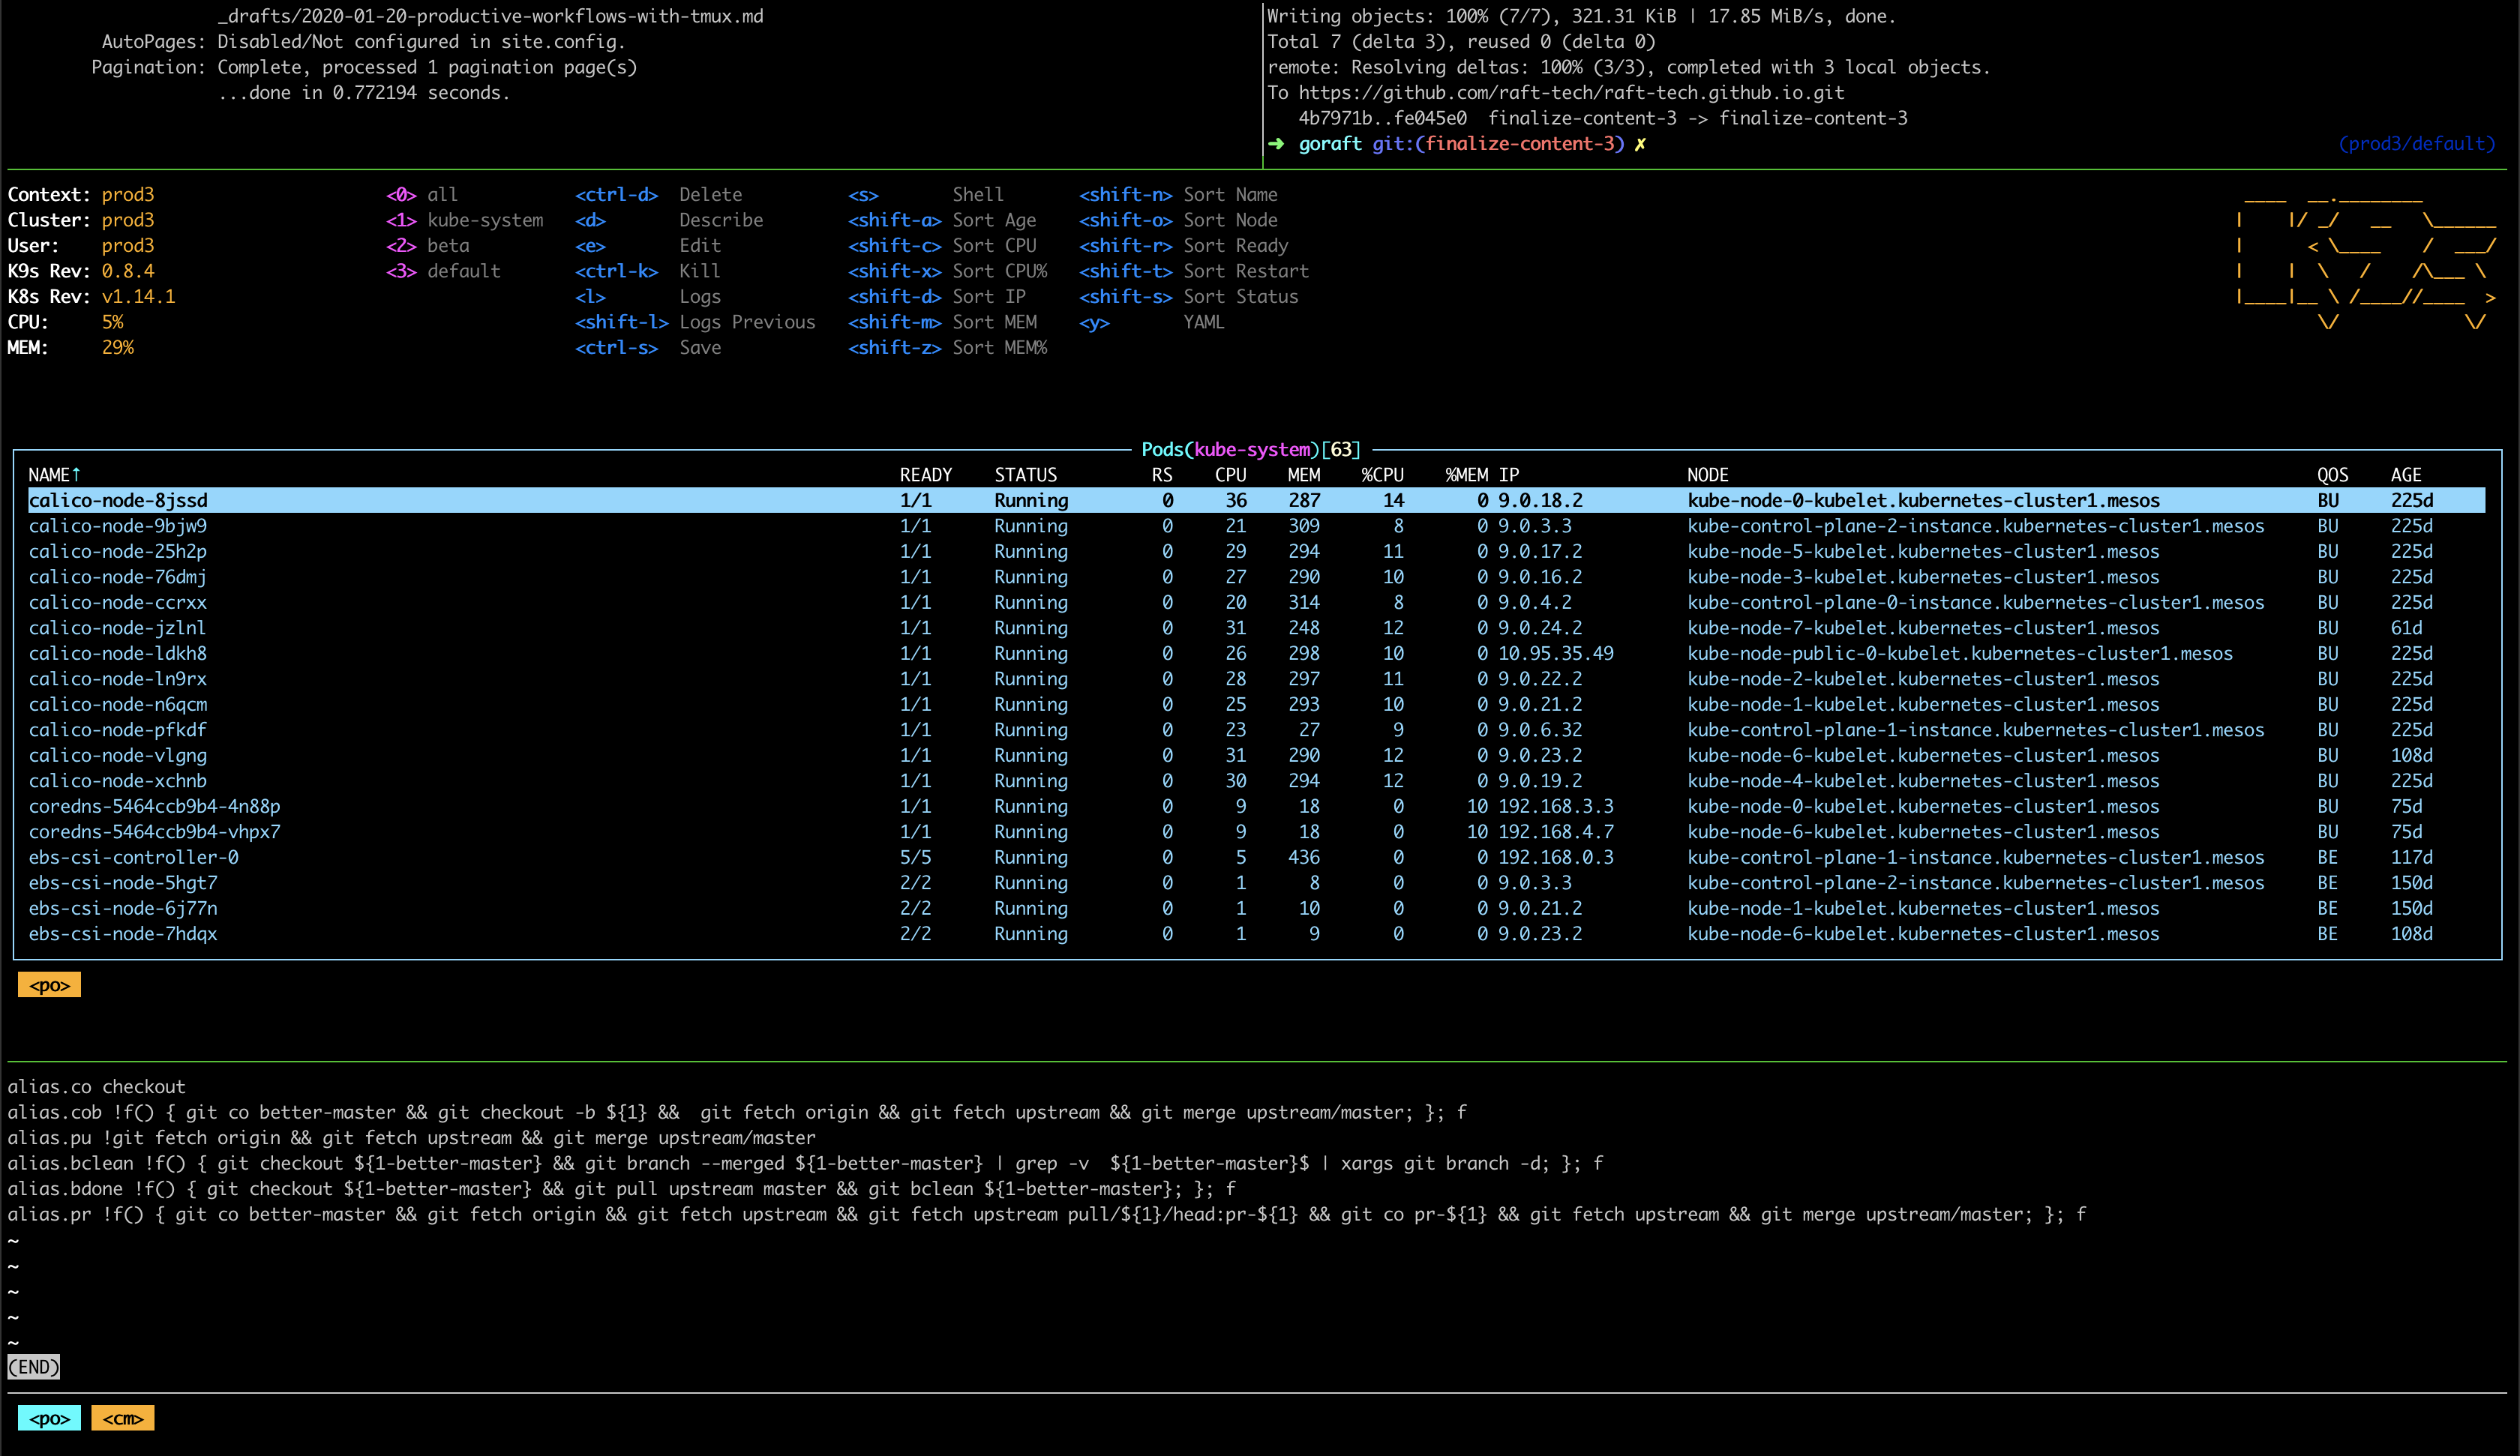 _drafts/2020-01-20-productive-workflows-with-tmux.md
AutoPages: Disabled/Not configured in site.config.
Pagination: Complete, processed 1 pagination page(s)
...done in 0.772194 seconds.
Writing objects: 100% (7/7), 321.31 KiB | 17.85 MiB/s, done.
Total 7 (delta 3), reused 0 (delta 0)
remote: Resolving deltas: 100% (3/3), completed with 3 local objects.
To https://github.com/raft-tech/raft-tech.github.io.git
4b7971b..fe045e0  finalize-content-3 -> finalize-content-3
➜ goraft git:(finalize-content-3) ✗ (prod3/default)
Context: prod3 <0> all <ctrl-d> Delete <s> Shell <shift-n> Sort Name
Cluster: prod3 <1> kube-system <d> Describe <shift-a> Sort Age <shift-o> Sort Node
User: prod3 <2> beta <e> Edit <shift-c> Sort CPU <shift-r> Sort Ready
K9s Rev: 0.8.4 <3> default <ctrl-k> Kill <shift-x> Sort CPU% <shift-t> Sort Restart
K8s Rev: v1.14.1 <l> Logs <shift-d> Sort IP <shift-s> Sort Status
CPU: 5% <shift-l> Logs Previous <shift-m> Sort MEM <y> YAML
MEM: 29% <ctrl-s> Save <shift-z> Sort MEM%
K9s
Pods(kube-system)[63]
NAME↑ READY STATUS RS CPU MEM %CPU %MEM IP NODE QOS AGE
calico-node-8jssd 1/1 Running 0 36 287 14 0 9.0.18.2 kube-node-0-kubelet.kubernetes-cluster1.mesos BU 225d
calico-node-9bjw9 1/1 Running 0 21 309 8 0 9.0.3.3 kube-control-plane-2-instance.kubernetes-cluster1.mesos BU 225d
calico-node-25h2p 1/1 Running 0 29 294 11 0 9.0.17.2 kube-node-5-kubelet.kubernetes-cluster1.mesos BU 225d
calico-node-76dmj 1/1 Running 0 27 290 10 0 9.0.16.2 kube-node-3-kubelet.kubernetes-cluster1.mesos BU 225d
calico-node-ccrxx 1/1 Running 0 20 314 8 0 9.0.4.2 kube-control-plane-0-instance.kubernetes-cluster1.mesos BU 225d
calico-node-jzlnl 1/1 Running 0 31 248 12 0 9.0.24.2 kube-node-7-kubelet.kubernetes-cluster1.mesos BU 61d
calico-node-ldkh8 1/1 Running 0 26 298 10 0 10.95.35.49 kube-node-public-0-kubelet.kubernetes-cluster1.mesos BU 225d
calico-node-ln9rx 1/1 Running 0 28 297 11 0 9.0.22.2 kube-node-2-kubelet.kubernetes-cluster1.mesos BU 225d
calico-node-n6qcm 1/1 Running 0 25 293 10 0 9.0.21.2 kube-node-1-kubelet.kubernetes-cluster1.mesos BU 225d
calico-node-pfkdf 1/1 Running 0 23 27 9 0 9.0.6.32 kube-control-plane-1-instance.kubernetes-cluster1.mesos BU 225d
calico-node-vlgng 1/1 Running 0 31 290 12 0 9.0.23.2 kube-node-6-kubelet.kubernetes-cluster1.mesos BU 108d
calico-node-xchnb 1/1 Running 0 30 294 12 0 9.0.19.2 kube-node-4-kubelet.kubernetes-cluster1.mesos BU 225d
coredns-5464ccb9b4-4n88p 1/1 Running 0 9 18 0 10 192.168.3.3 kube-node-0-kubelet.kubernetes-cluster1.mesos BU 75d
coredns-5464ccb9b4-vhpx7 1/1 Running 0 9 18 0 10 192.168.4.7 kube-node-6-kubelet.kubernetes-cluster1.mesos BU 75d
ebs-csi-controller-0 5/5 Running 0 5 436 0 0 192.168.0.3 kube-control-plane-1-instance.kubernetes-cluster1.mesos BE 117d
ebs-csi-node-5hgt7 2/2 Running 0 1 8 0 0 9.0.3.3 kube-control-plane-2-instance.kubernetes-cluster1.mesos BE 150d
ebs-csi-node-6j77n 2/2 Running 0 1 10 0 0 9.0.21.2 kube-node-1-kubelet.kubernetes-cluster1.mesos BE 150d
ebs-csi-node-7hdqx 2/2 Running 0 1 9 0 0 9.0.23.2 kube-node-6-kubelet.kubernetes-cluster1.mesos BE 108d
<po>
alias.co checkout
alias.cob !f() { git co better-master && git checkout -b ${1} &&  git fetch origin && git fetch upstream && git merge upstream/master; }; f
alias.pu !git fetch origin && git fetch upstream && git merge upstream/master
alias.bclean !f() { git checkout ${1-better-master} && git branch --merged ${1-better-master} | grep -v  ${1-better-master}$ | xargs git branch -d; }; f
alias.bdone !f() { git checkout ${1-better-master} && git pull upstream master && git bclean ${1-better-master}; }; f
alias.pr !f() { git co better-master && git fetch origin && git fetch upstream && git fetch upstream pull/${1}/head:pr-${1} && git co pr-${1} && git fetch upstream && git merge upstream/master; }; f
~
~
~
~
~
(END)
<po> <cm>